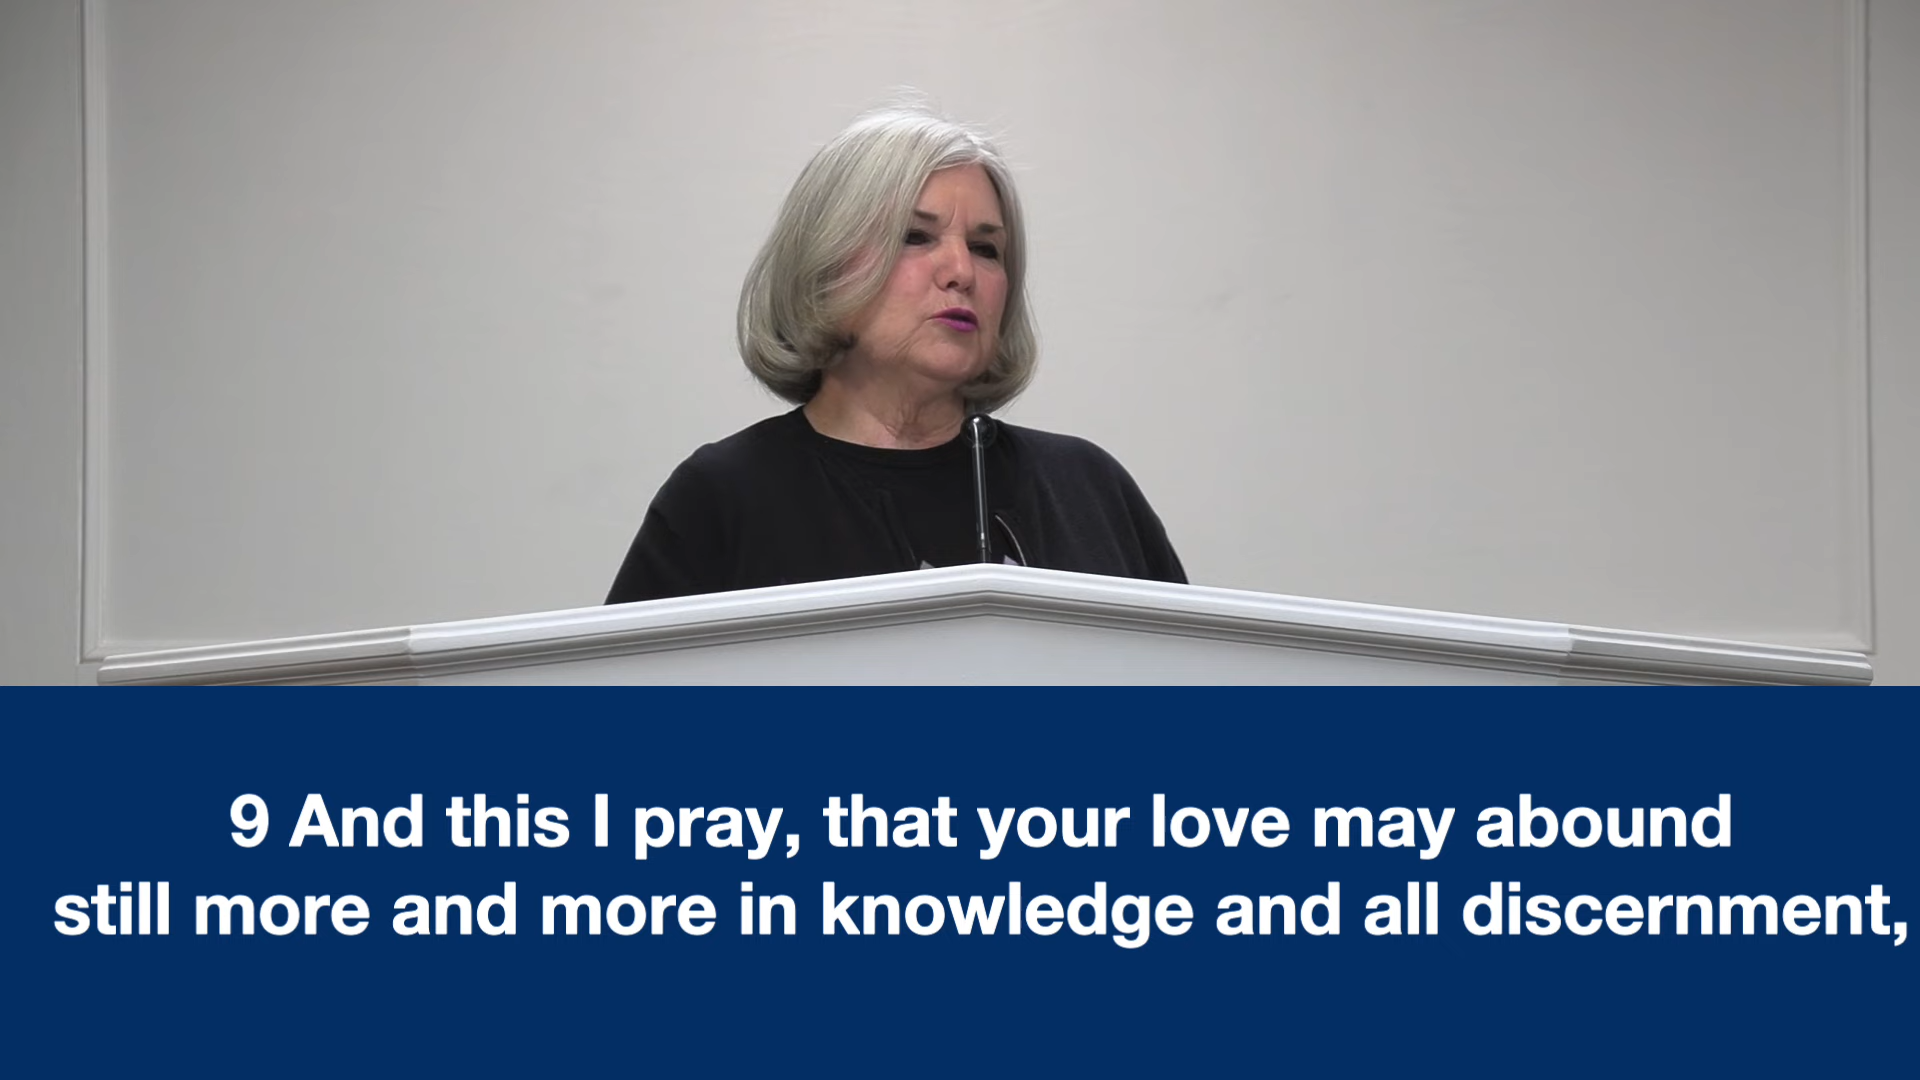 9 And this I pray, that your love may abound
still more and more in knowledge and all discernment,